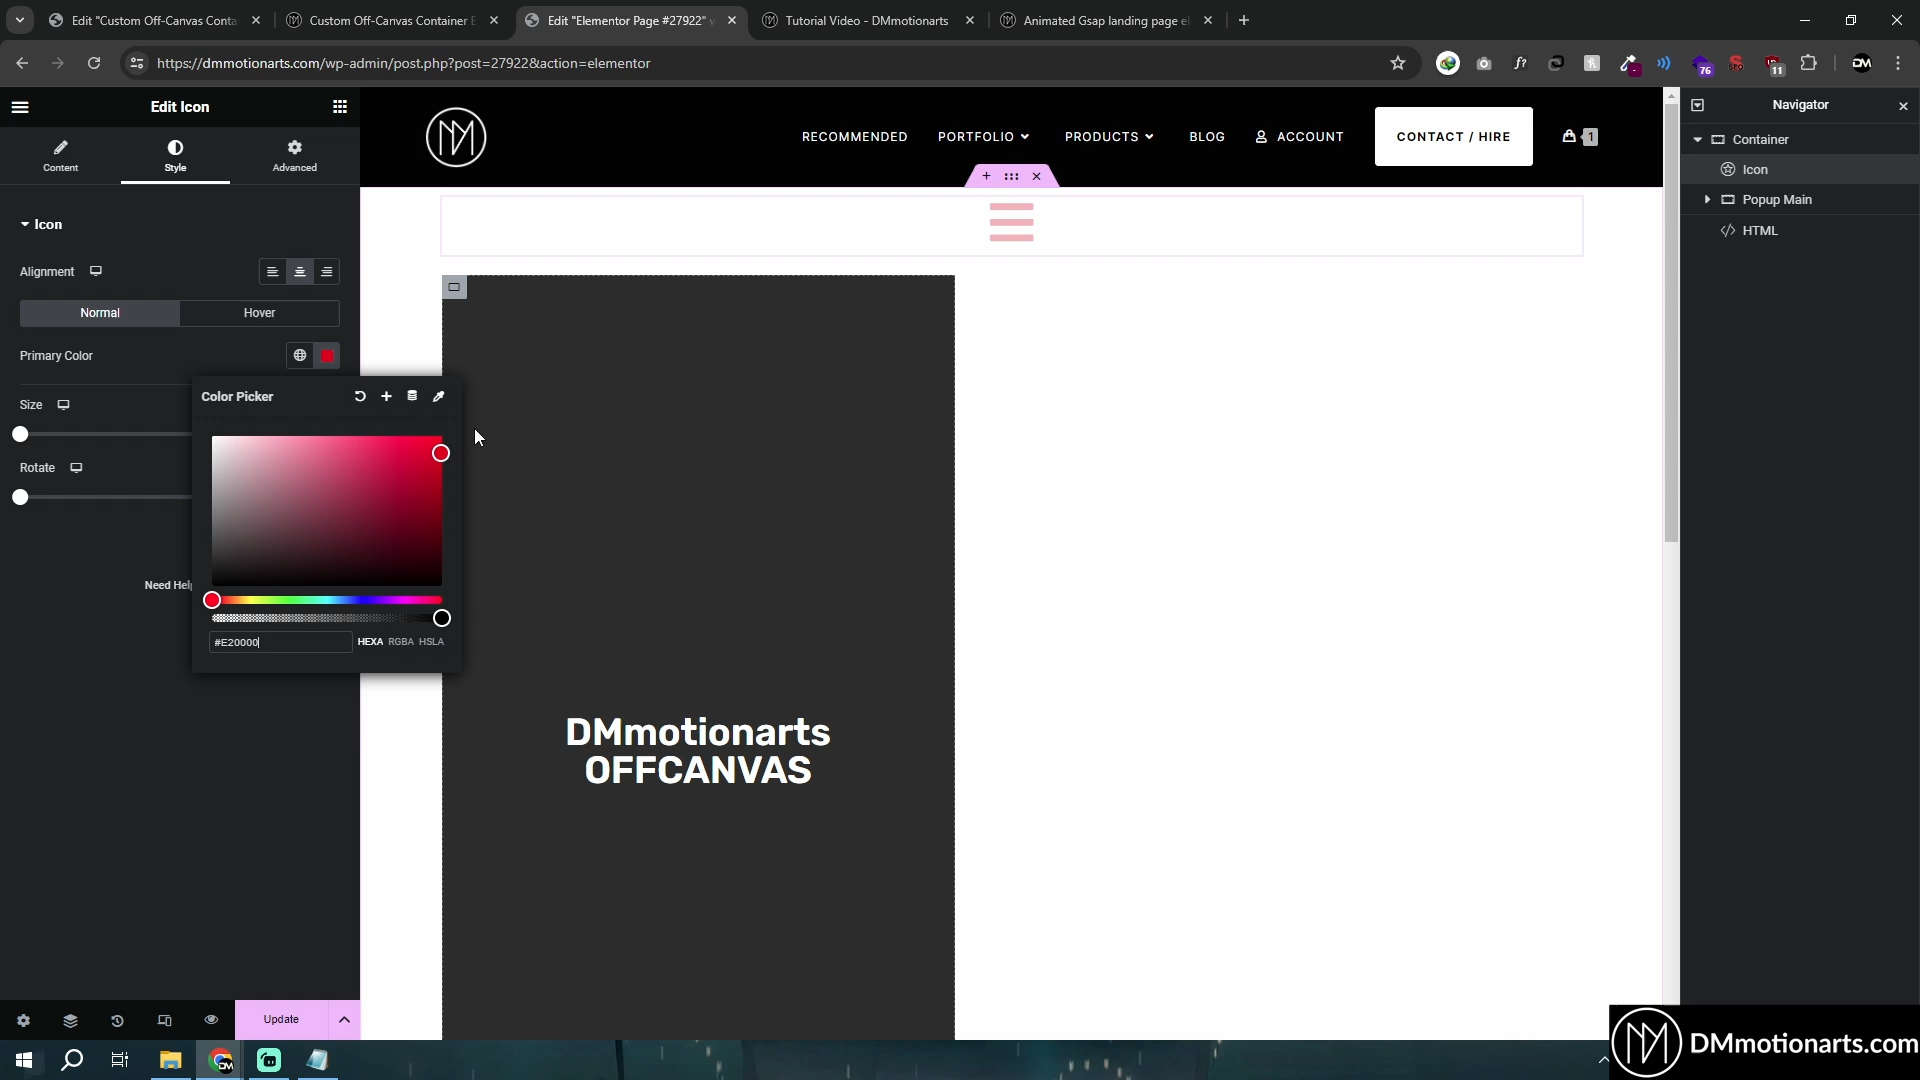 Edit "Custom Off-Canvas Conta
Custom Off-Canvas Container E
Edit "Elementor Page #27922" v
Tutorial Video - DMmotionarts
Animated Gsap landing page el
https://dmmotionarts.com/wp-admin/post.php?post=27922&action=elementor
76
11
Edit Icon
Content
Style
Advanced
Icon
Alignment
Normal
Hover
Primary Color
Color Picker
Size
Rotate
Need Help
#E20000
HEXA
RGBA
HSLA
Update
RECOMMENDED
PORTFOLIO
PRODUCTS
BLOG
ACCOUNT
CONTACT / HIRE
1
DMmotionarts
OFFCANVAS
Navigator
Container
Icon
Popup Main
HTML
DMmotionarts.com